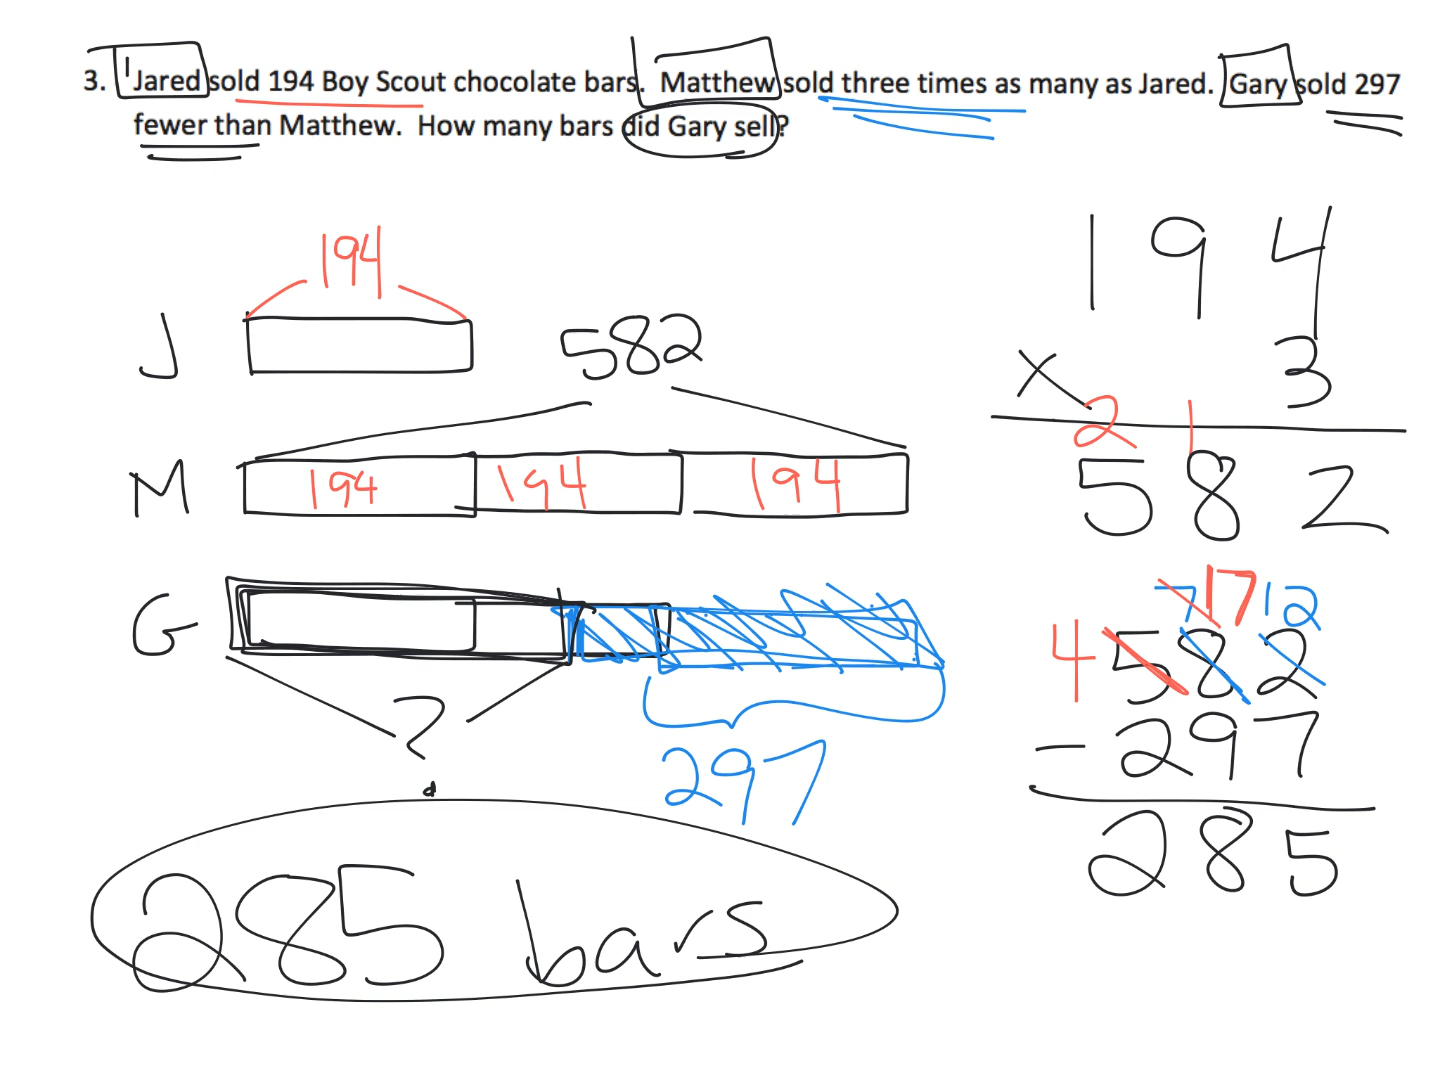 3. Jared sold 194 Boy Scout chocolate bars. Matthew sold three times as many as Jared. Gary sold 297
fewer than Matthew. How many bars did Gary sell?
194
J
582
M 194 194 194
G
?
297
285 bars
194
x 3
2 1
582
7 17 12
4 582
- 297
285